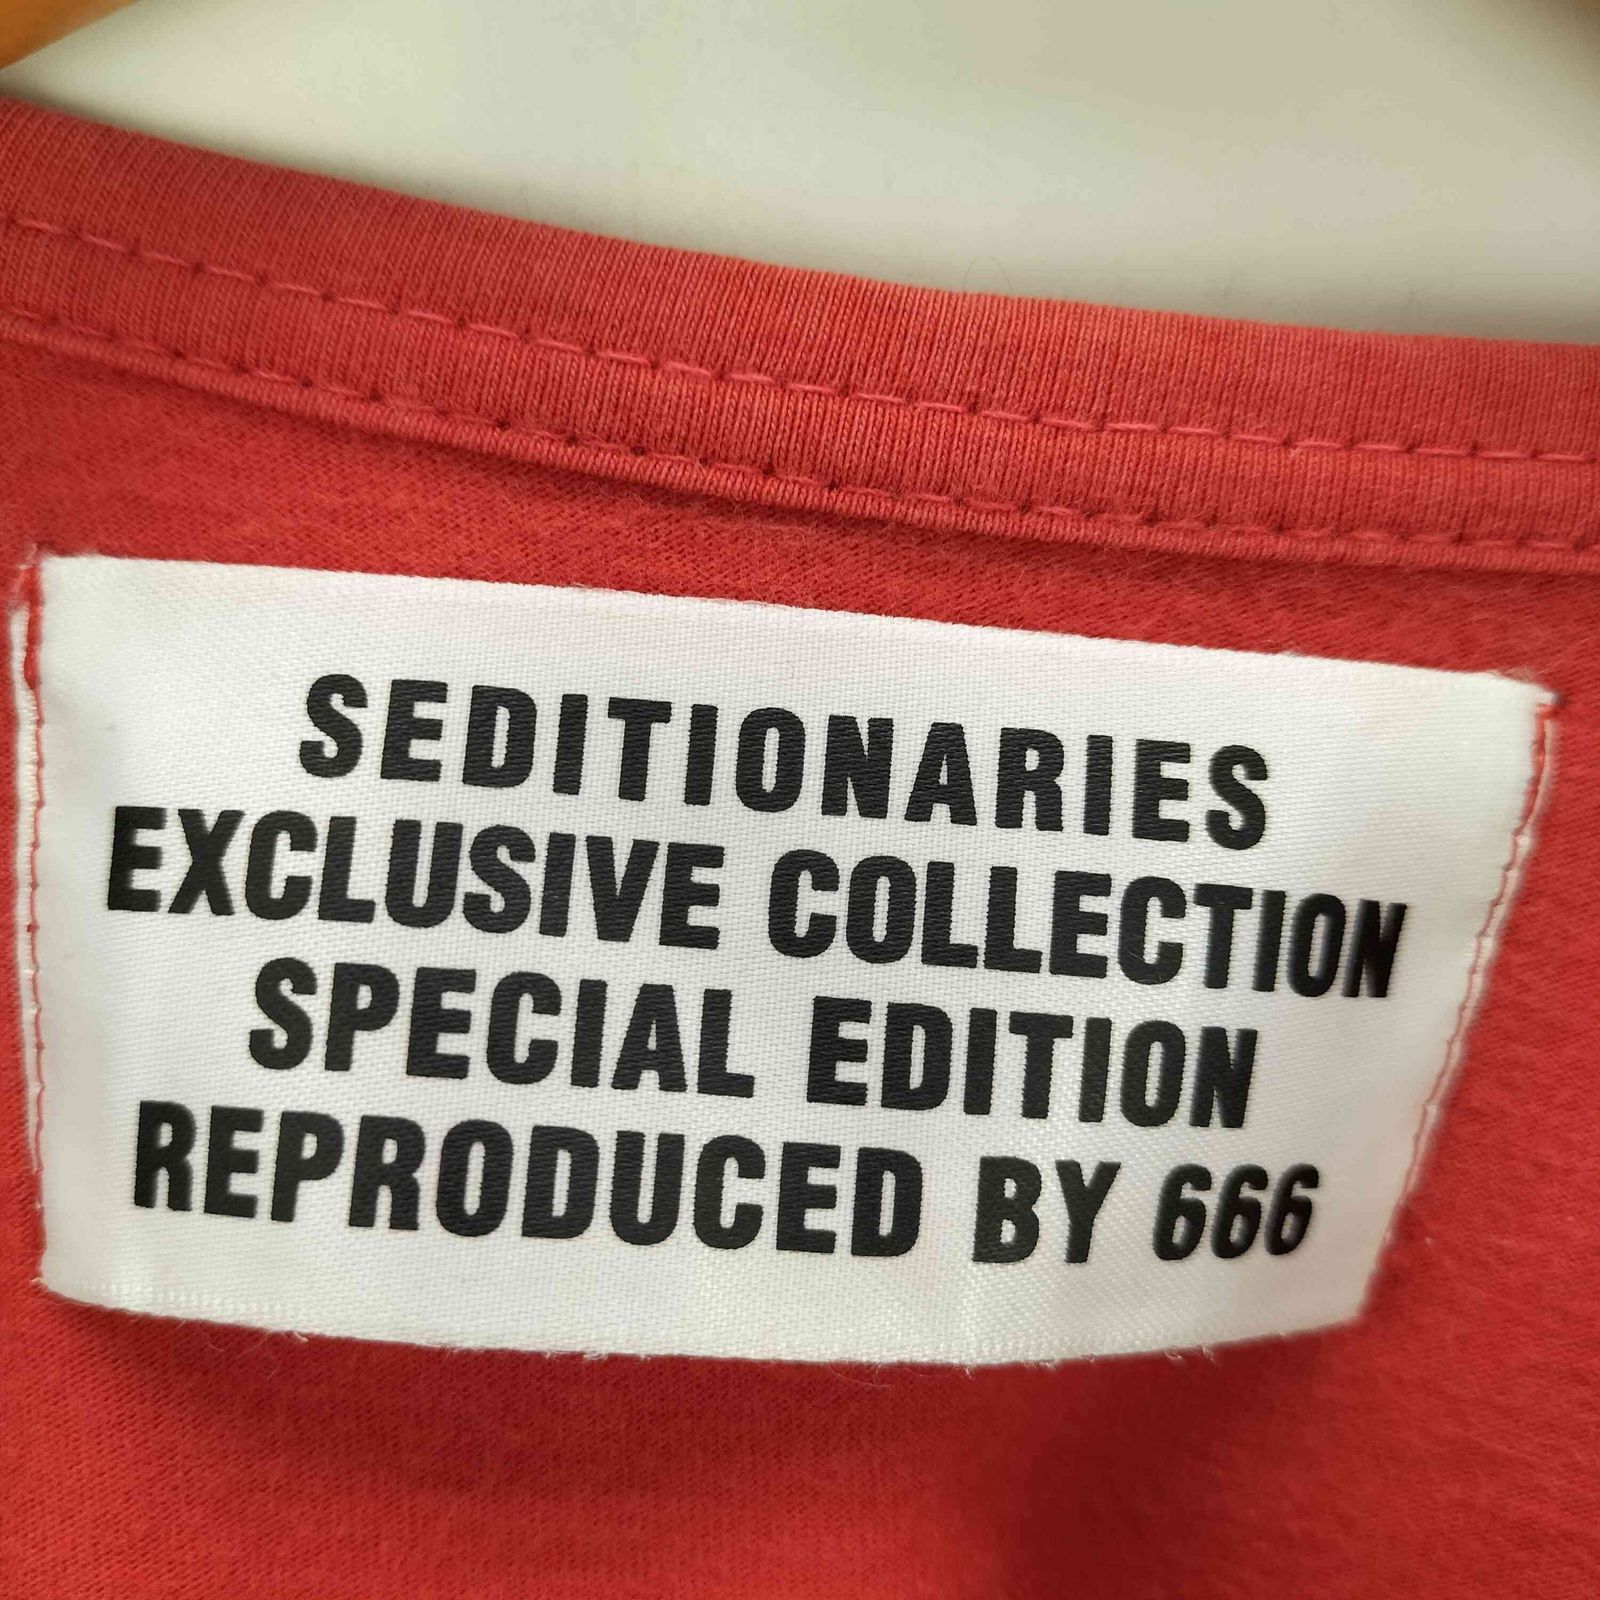 SEDITIONARIES
EXCLUSIVE COLLECTION
SPECIAL EDITION
REPRODUCED BY 666